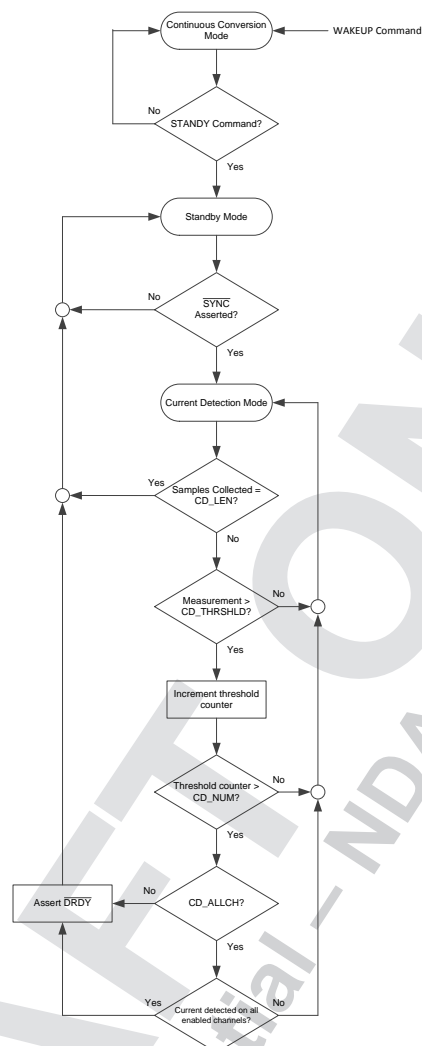 Continuous Conversion
Mode
WAKEUP Command
No
STANDY Command?
Yes
Standby Mode
No
SYNC
Asserted?
Yes
Current Detection Mode
Yes
Samples Collected =
CD_LEN?
No
Measurement >
CD_THRSHLD?
No
Yes
Increment threshold
counter
Threshold counter >
CD_NUM?
No
Yes
Assert DRDY
No
CD_ALLCH?
Yes
Yes
Current detected on all
enabled channels?
No
tial – NDA